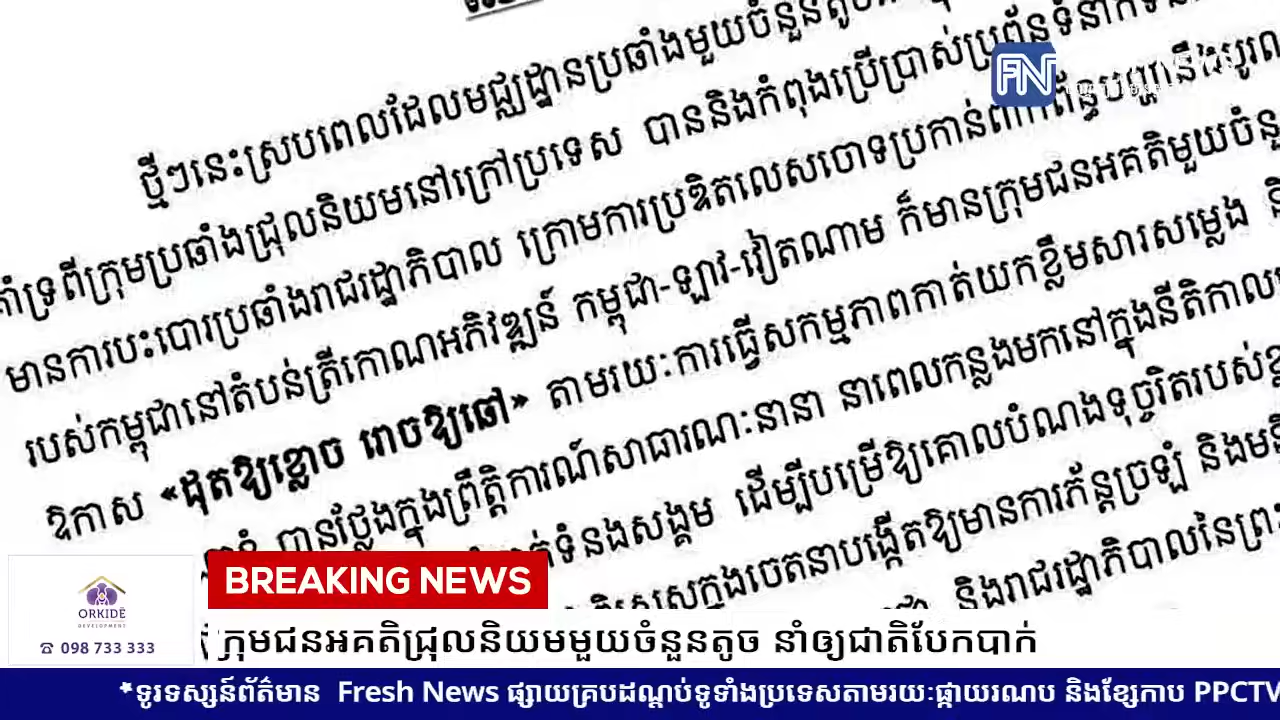 ថ្មីៗនេះស្របពេលដែលមជ្ឈដ្ឋានប្រឆាំងមួយចំនួនតូច
គាំទ្រពីក្រុមប្រឆាំងជ្រុលនិយមនៅក្រៅប្រទេស បាននិងកំពុងប្រើប្រាស់ប្រព័ន្ធទំនាក់ទំនង
មានការបះបោរប្រឆាំងរាជរដ្ឋាភិបាល ក្រោមការប្រឌិតលេសចោទប្រកាន់ពាក់ព័ន្ធបញ្ហានីតិ
របស់កម្ពុជានៅតំបន់ត្រីកោណអភិវឌ្ឍន៍ កម្ពុជា-ឡាវ-វៀតណាម ក៏មានក្រុមជនអគតិមួយចំនួន
ឱកាស «ដុតឱ្យខ្លោច រោចឱ្យឆៅ» តាមរយៈការធ្វើសកម្មភាពកាត់យកខ្លឹមសារសម្លេង
បានថ្លែងក្នុងព្រឹត្តិការណ៍សាធារណៈនានា នាពេលកន្លងមកនៅក្នុងនីតិកាល
ទំនងសង្គម ដើម្បីបម្រើឱ្យគោលបំណងទុច្ចរិតរបស់ខ្លួន
ក្នុងចេតនាបង្កើតឱ្យមានការភ័ន្តច្រឡំ និង
និងរាជរដ្ឋាភិបាលនៃព្រះ
FN
ORKIDĒ
DEVELOPMENT
☎ 098 733 333
BREAKING NEWS
ក្រុមជនអគតិជ្រុលនិយមមួយចំនួនតូច នាំឲ្យជាតិបែកបាក់
*ទូរទស្សន៍ព័ត៌មាន Fresh News ផ្សាយគ្របដណ្តប់ទូទាំងប្រទេសតាមរយៈផ្កាយរណប និងខ្សែកាប PPCTV